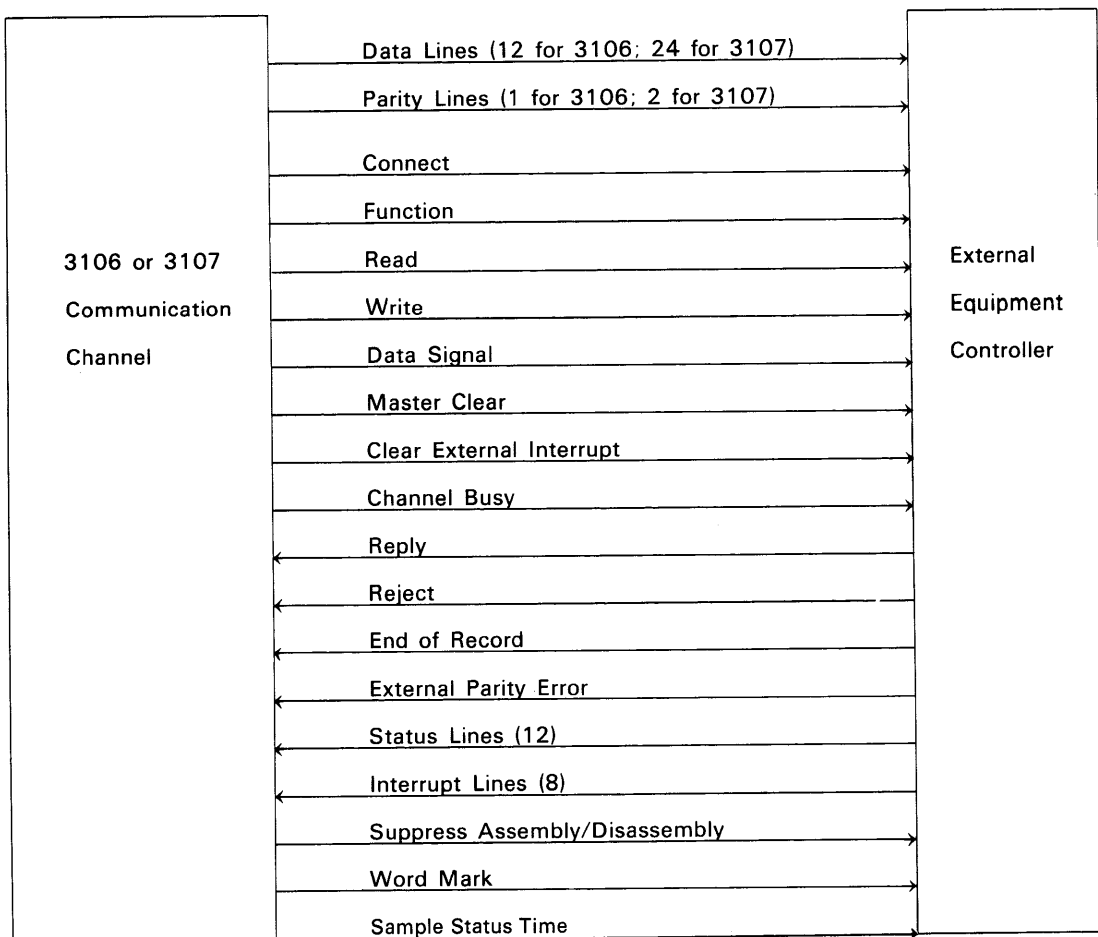 Data Lines (12 for 3106; 24 for 3107)
Parity Lines (1 for 3106; 2 for 3107)
Connect
Function
3106 or 3107
Communication
Channel
Read
Write
Data Signal
External
Equipment
Controller
Master Clear
Clear External Interrupt
Channel Busy
Reply
Reject
End of Record
External Parity Error
Status Lines (12)
Interrupt Lines (8)
Suppress Assembly/Disassembly
Word Mark
Sample Status Time